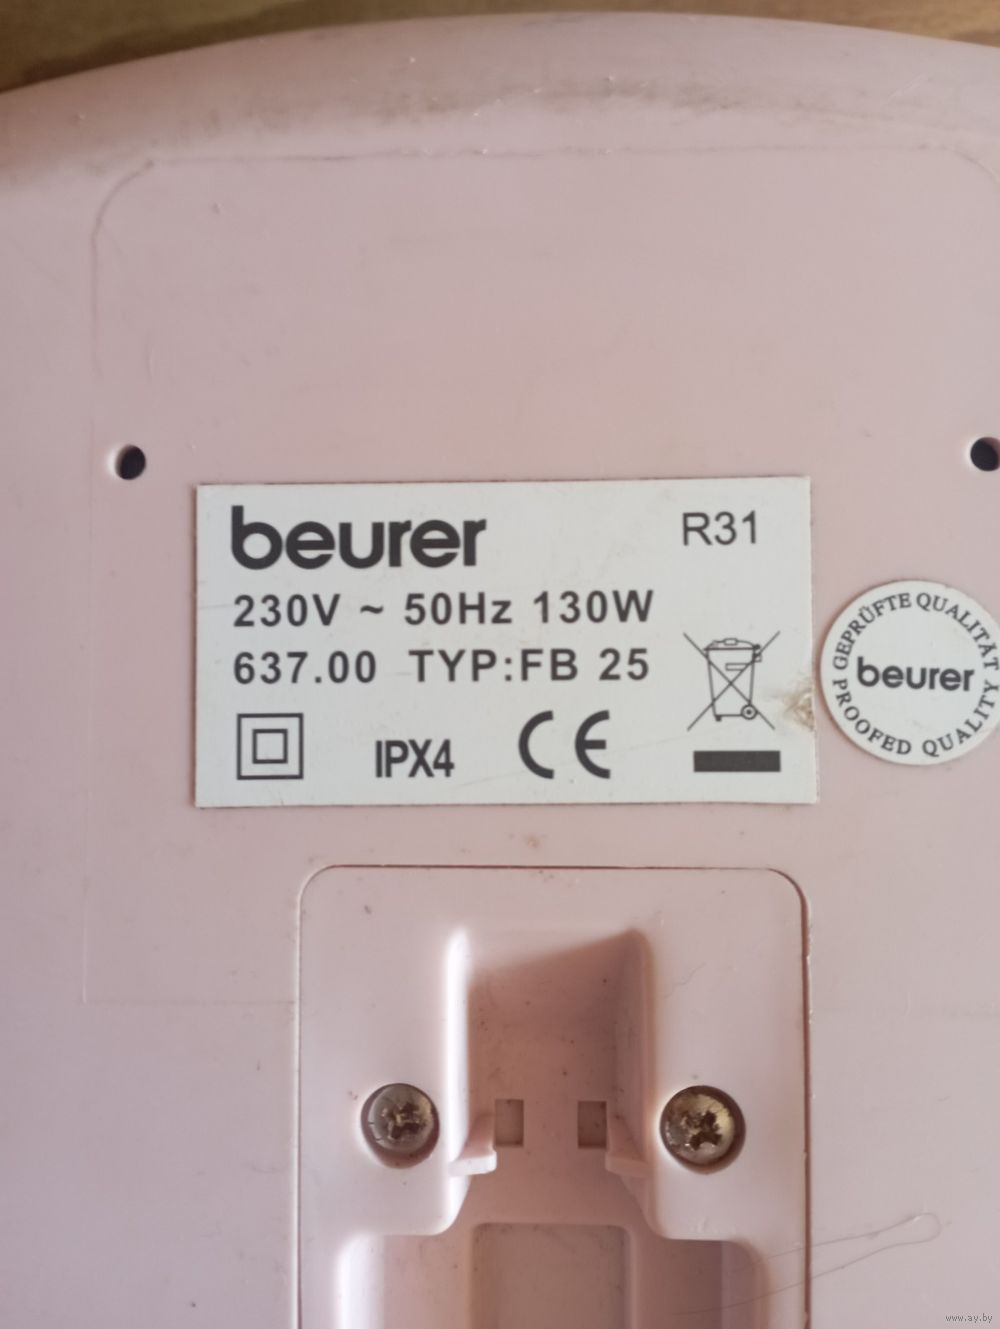 beurer
R31
230V ~ 50Hz 130W
637.00 TYP:FB 25
IPX4
CE
GEPRÜFTE QUALITÄT
beurer
PROOFED QUALITY
www.ay.by